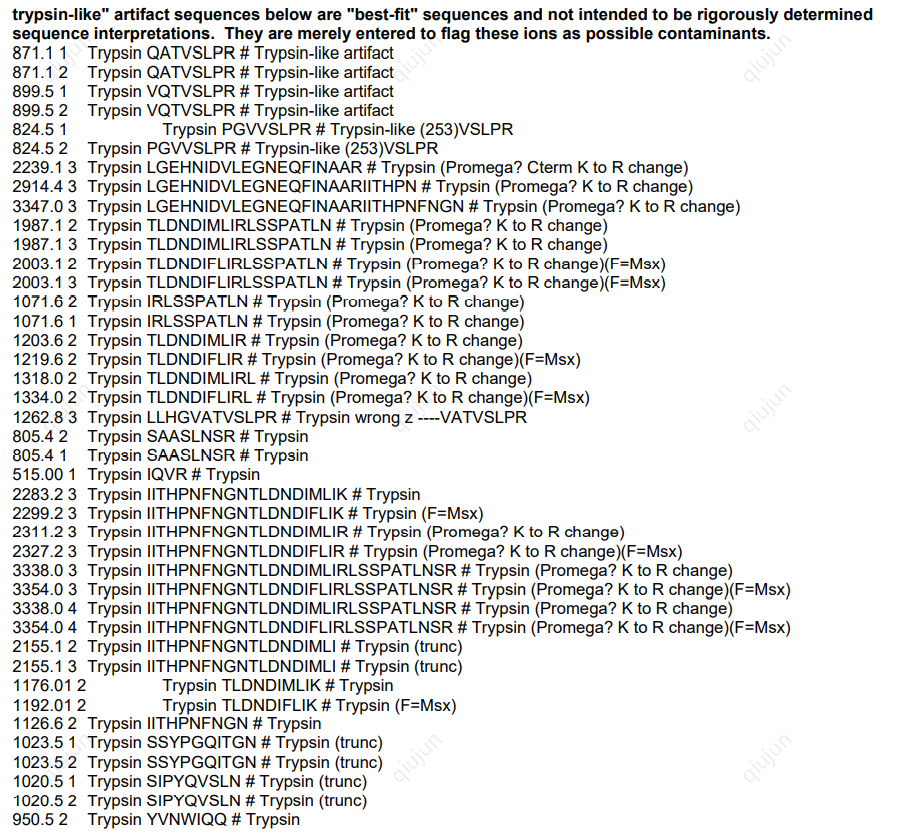 trypsin-like" artifact sequences below are "best-fit" sequences and not intended to be rigorously determined
sequence interpretations. They are merely entered to flag these ions as possible contaminants.
871.1 1 Trypsin QATVSLPR # Trypsin-like artifact
871.1 2 Trypsin QATVSLPR # Trypsin-like artifact
899.5 1 Trypsin VQTVSLPR # Trypsin-like artifact
899.5 2 Trypsin VQTVSLPR # Trypsin-like artifact
824.5 1 Trypsin PGVVSLPR # Trypsin-like (253)VSLPR
824.5 2 Trypsin PGVVSLPR # Trypsin-like (253)VSLPR
2239.1 3 Trypsin LGEHNIDVLEGNEQFINAAR # Trypsin (Promega? Cterm K to R change)
2914.4 3 Trypsin LGEHNIDVLEGNEQFINAARIITHPN # Trypsin (Promega? K to R change)
3347.0 3 Trypsin LGEHNIDVLEGNEQFINAARIITHPNFNGN # Trypsin (Promega? K to R change)
1987.1 2 Trypsin TLDNDIMLIRLSSPATLN # Trypsin (Promega? K to R change)
1987.1 3 Trypsin TLDNDIMLIRLSSPATLN # Trypsin (Promega? K to R change)
2003.1 2 Trypsin TLDNDIFLIRLSSPATLN # Trypsin (Promega? K to R change)(F=Msx)
2003.1 3 Trypsin TLDNDIFLIRLSSPATLN # Trypsin (Promega? K to R change)(F=Msx)
1071.6 2 Trypsin IRLSSPATLN # Trypsin (Promega? K to R change)
1071.6 1 Trypsin IRLSSPATLN # Trypsin (Promega? K to R change)
1203.6 2 Trypsin TLDNDIMLIR # Trypsin (Promega? K to R change)
1219.6 2 Trypsin TLDNDIFLIR # Trypsin (Promega? K to R change)(F=Msx)
1318.0 2 Trypsin TLDNDIMLIRL # Trypsin (Promega? K to R change)
1334.0 2 Trypsin TLDNDIFLIRL # Trypsin (Promega? K to R change)(F=Msx)
1262.8 3 Trypsin LLHGVATVSLPR # Trypsin wrong z ----VATVSLPR
805.4 2 Trypsin SAASLNSR # Trypsin
805.4 1 Trypsin SAASLNSR # Trypsin
515.00 1 Trypsin IQVR # Trypsin
2283.2 3 Trypsin IITHPNFNGNTLDNDIMLIK # Trypsin
2299.2 3 Trypsin IITHPNFNGNTLDNDIFLIK # Trypsin (F=Msx)
2311.2 3 Trypsin IITHPNFNGNTLDNDIMLIR # Trypsin (Promega? K to R change)
2327.2 3 Trypsin IITHPNFNGNTLDNDIFLIR # Trypsin (Promega? K to R change)(F=Msx)
3338.0 3 Trypsin IITHPNFNGNTLDNDIMLIRLSSPATLNSR # Trypsin (Promega? K to R change)
3354.0 3 Trypsin IITHPNFNGNTLDNDIFLIRLSSPATLNSR # Trypsin (Promega? K to R change)(F=Msx)
3338.0 4 Trypsin IITHPNFNGNTLDNDIMLIRLSSPATLNSR # Trypsin (Promega? K to R change)
3354.0 4 Trypsin IITHPNFNGNTLDNDIFLIRLSSPATLNSR # Trypsin (Promega? K to R change)(F=Msx)
2155.1 2 Trypsin IITHPNFNGNTLDNDIMLI # Trypsin (trunc)
2155.1 3 Trypsin IITHPNFNGNTLDNDIMLI # Trypsin (trunc)
1176.01 2 Trypsin TLDNDIMLIK # Trypsin
1192.01 2 Trypsin TLDNDIFLIK # Trypsin (F=Msx)
1126.6 2 Trypsin IITHPNFNGN # Trypsin
1023.5 1 Trypsin SSYPGQITGN # Trypsin (trunc)
1023.5 2 Trypsin SSYPGQITGN # Trypsin (trunc)
1020.5 1 Trypsin SIPYQVSLN # Trypsin (trunc)
1020.5 2 Trypsin SIPYQVSLN # Trypsin (trunc)
950.5 2 Trypsin YVNWIQQ # Trypsin
qiujun
qiujun
qiujun
qiujun
qiujun
qiujun